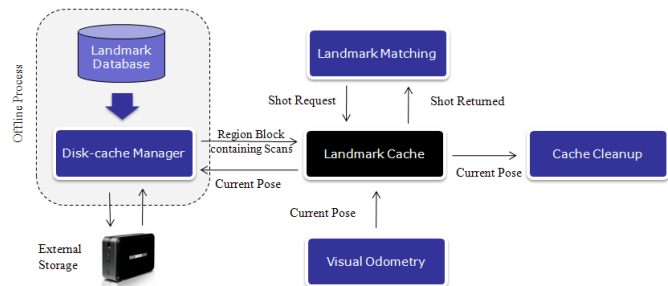 Offline Process
Landmark
Database
Landmark Matching
Shot Request
Shot Returned
Disk-cache Manager
Region Block
containing Scans
Landmark Cache
Cache Cleanup
Current Pose
Current Pose
Current Pose
External
Storage
Visual Odometry